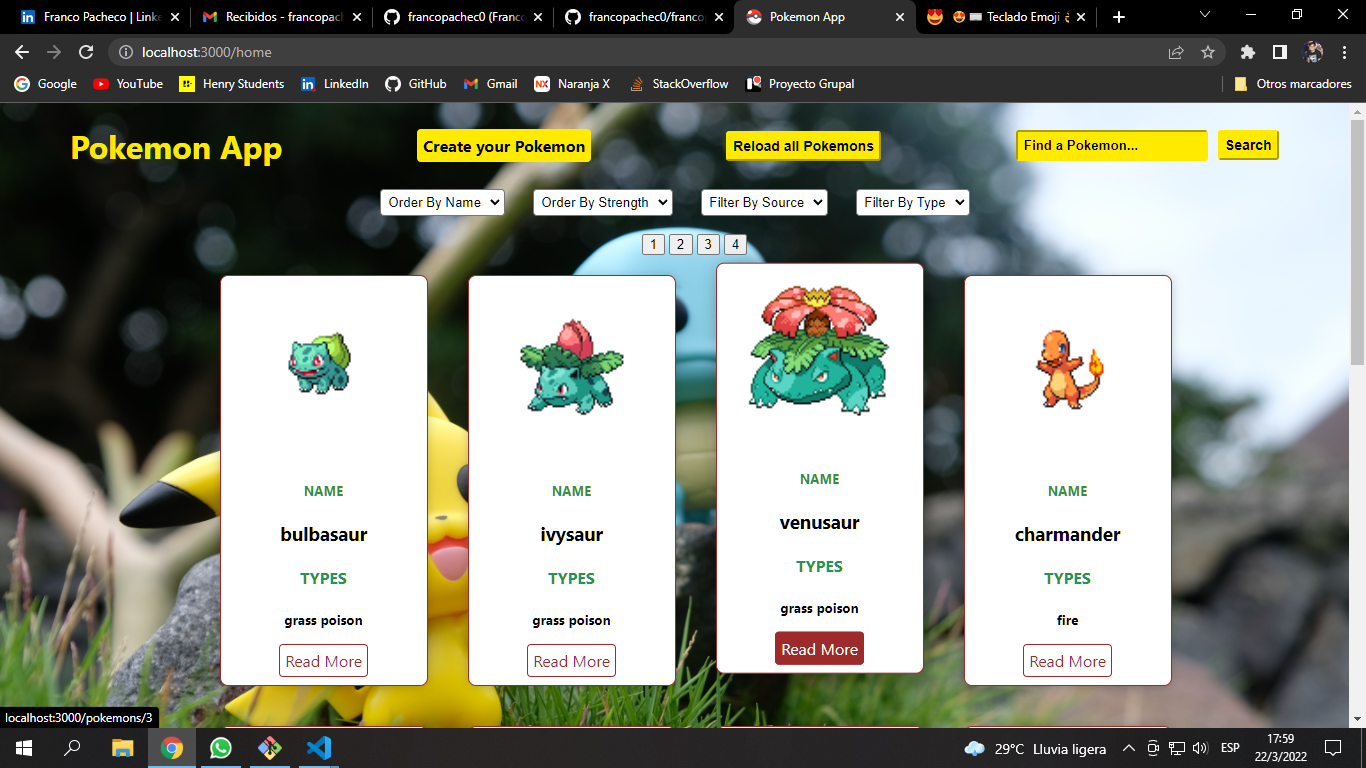 Franco Pacheco | Linke
Recibidos - francopach
francopachec0 (Franc
francopachec0/franco
Pokemon App
Teclado Emoji
localhost:3000/home
Google
YouTube
Henry Students
LinkedIn
GitHub
Gmail
NX
Naranja X
StackOverflow
Proyecto Grupal
Otros marcadores
Pokemon App
Create your Pokemon
Reload all Pokemons
Find a Pokemon...
Search
Order By Name
Order By Strength
Filter By Source
Filter By Type
1 2 3 4
NAME
bulbasaur
TYPES
grass poison
Read More
NAME
ivysaur
TYPES
grass poison
Read More
NAME
venusaur
TYPES
grass poison
Read More
NAME
charmander
TYPES
fire
Read More
localhost:3000/pokemons/3
29°C Lluvia ligera
ESP
17:59
22/3/2022